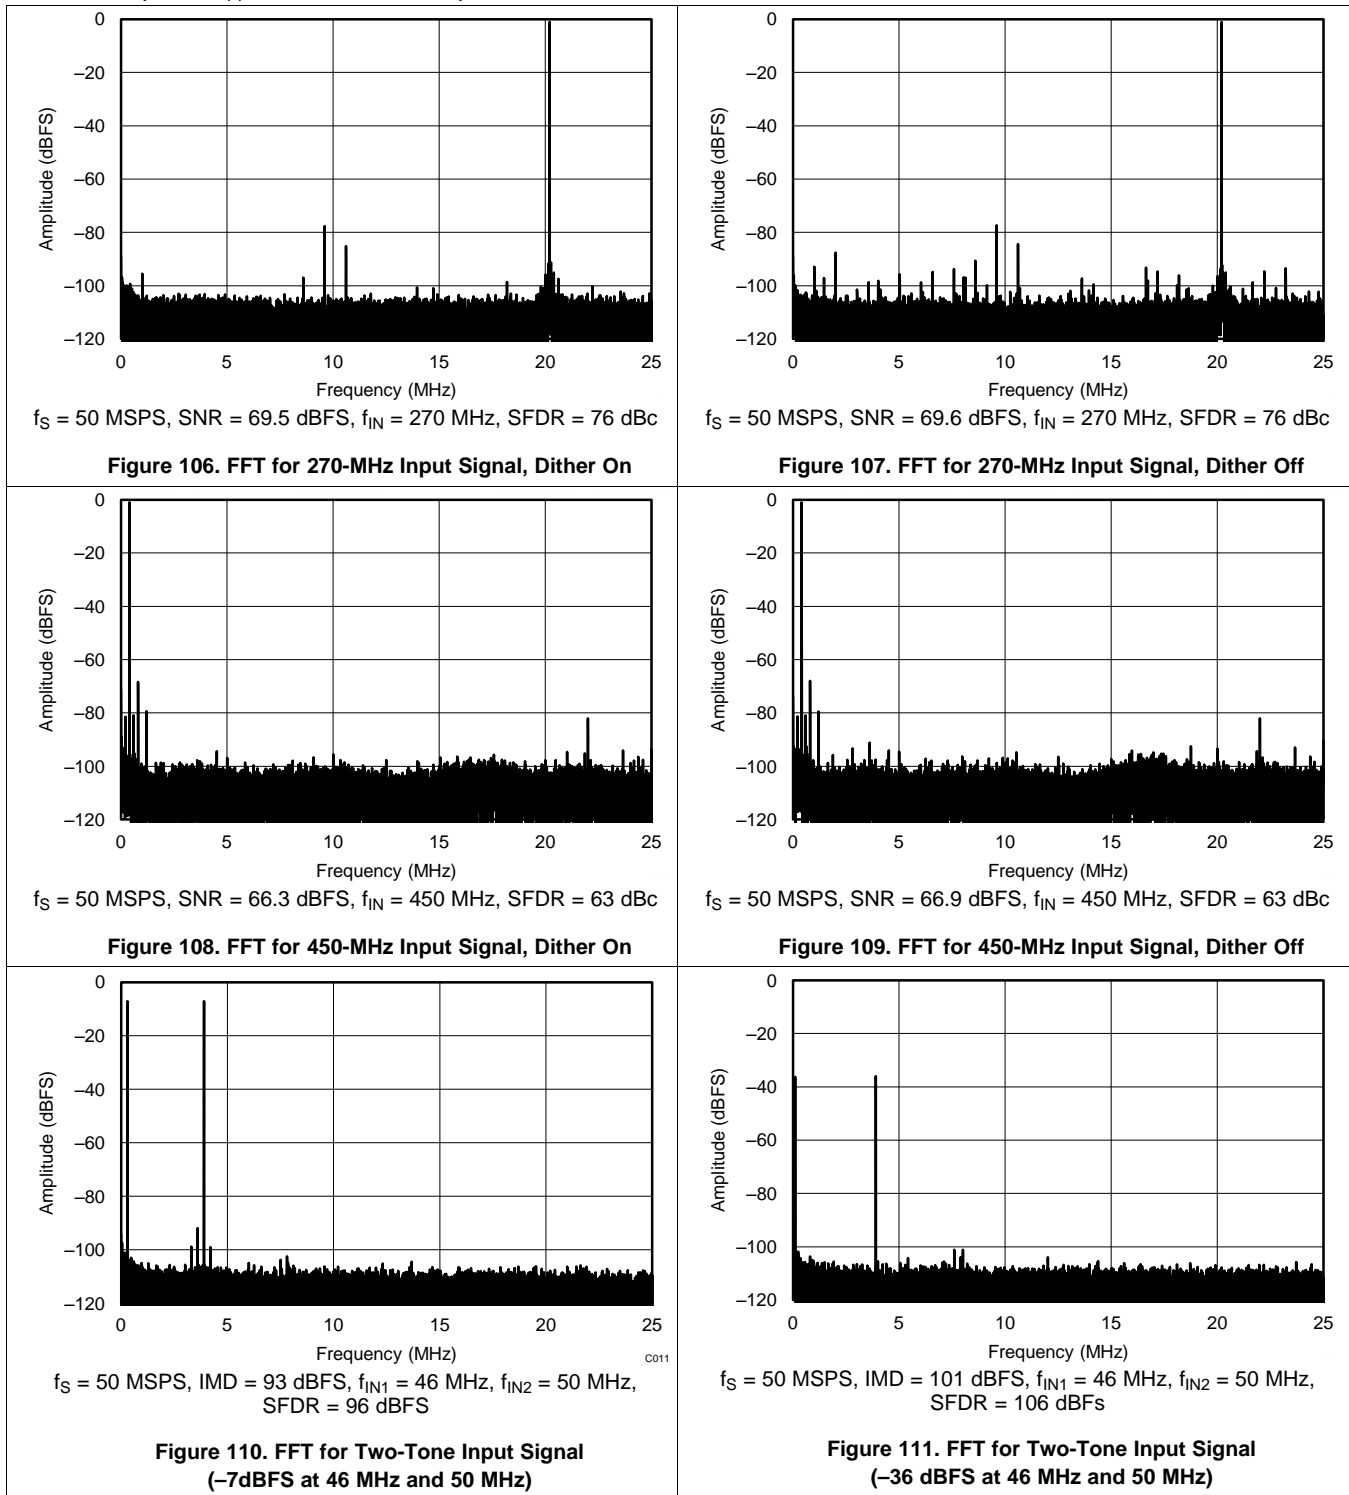 0
–20
–40
–60
–80
–100
–120
Amplitude (dBFS)
0 5 10 15 20 25
Frequency (MHz)
fS = 50 MSPS, SNR = 69.5 dBFS, fIN = 270 MHz, SFDR = 76 dBc
Figure 106. FFT for 270-MHz Input Signal, Dither On
0
–20
–40
–60
–80
–100
–120
Amplitude (dBFS)
0 5 10 15 20 25
Frequency (MHz)
fS = 50 MSPS, SNR = 69.6 dBFS, fIN = 270 MHz, SFDR = 76 dBc
Figure 107. FFT for 270-MHz Input Signal, Dither Off
0
–20
–40
–60
–80
–100
–120
Amplitude (dBFS)
0 5 10 15 20 25
Frequency (MHz)
fS = 50 MSPS, SNR = 66.3 dBFS, fIN = 450 MHz, SFDR = 63 dBc
Figure 108. FFT for 450-MHz Input Signal, Dither On
0
–20
–40
–60
–80
–100
–120
Amplitude (dBFS)
0 5 10 15 20 25
Frequency (MHz)
fS = 50 MSPS, SNR = 66.9 dBFS, fIN = 450 MHz, SFDR = 63 dBc
Figure 109. FFT for 450-MHz Input Signal, Dither Off
0
–20
–40
–60
–80
–100
–120
Amplitude (dBFS)
0 5 10 15 20 25
Frequency (MHz)
C011
fS = 50 MSPS, IMD = 93 dBFS, fIN1 = 46 MHz, fIN2 = 50 MHz,
SFDR = 96 dBFS
Figure 110. FFT for Two-Tone Input Signal
(–7dBFS at 46 MHz and 50 MHz)
0
–20
–40
–60
–80
–100
–120
Amplitude (dBFS)
0 5 10 15 20 25
Frequency (MHz)
fS = 50 MSPS, IMD = 101 dBFS, fIN1 = 46 MHz, fIN2 = 50 MHz,
SFDR = 106 dBFs
Figure 111. FFT for Two-Tone Input Signal
(–36 dBFS at 46 MHz and 50 MHz)